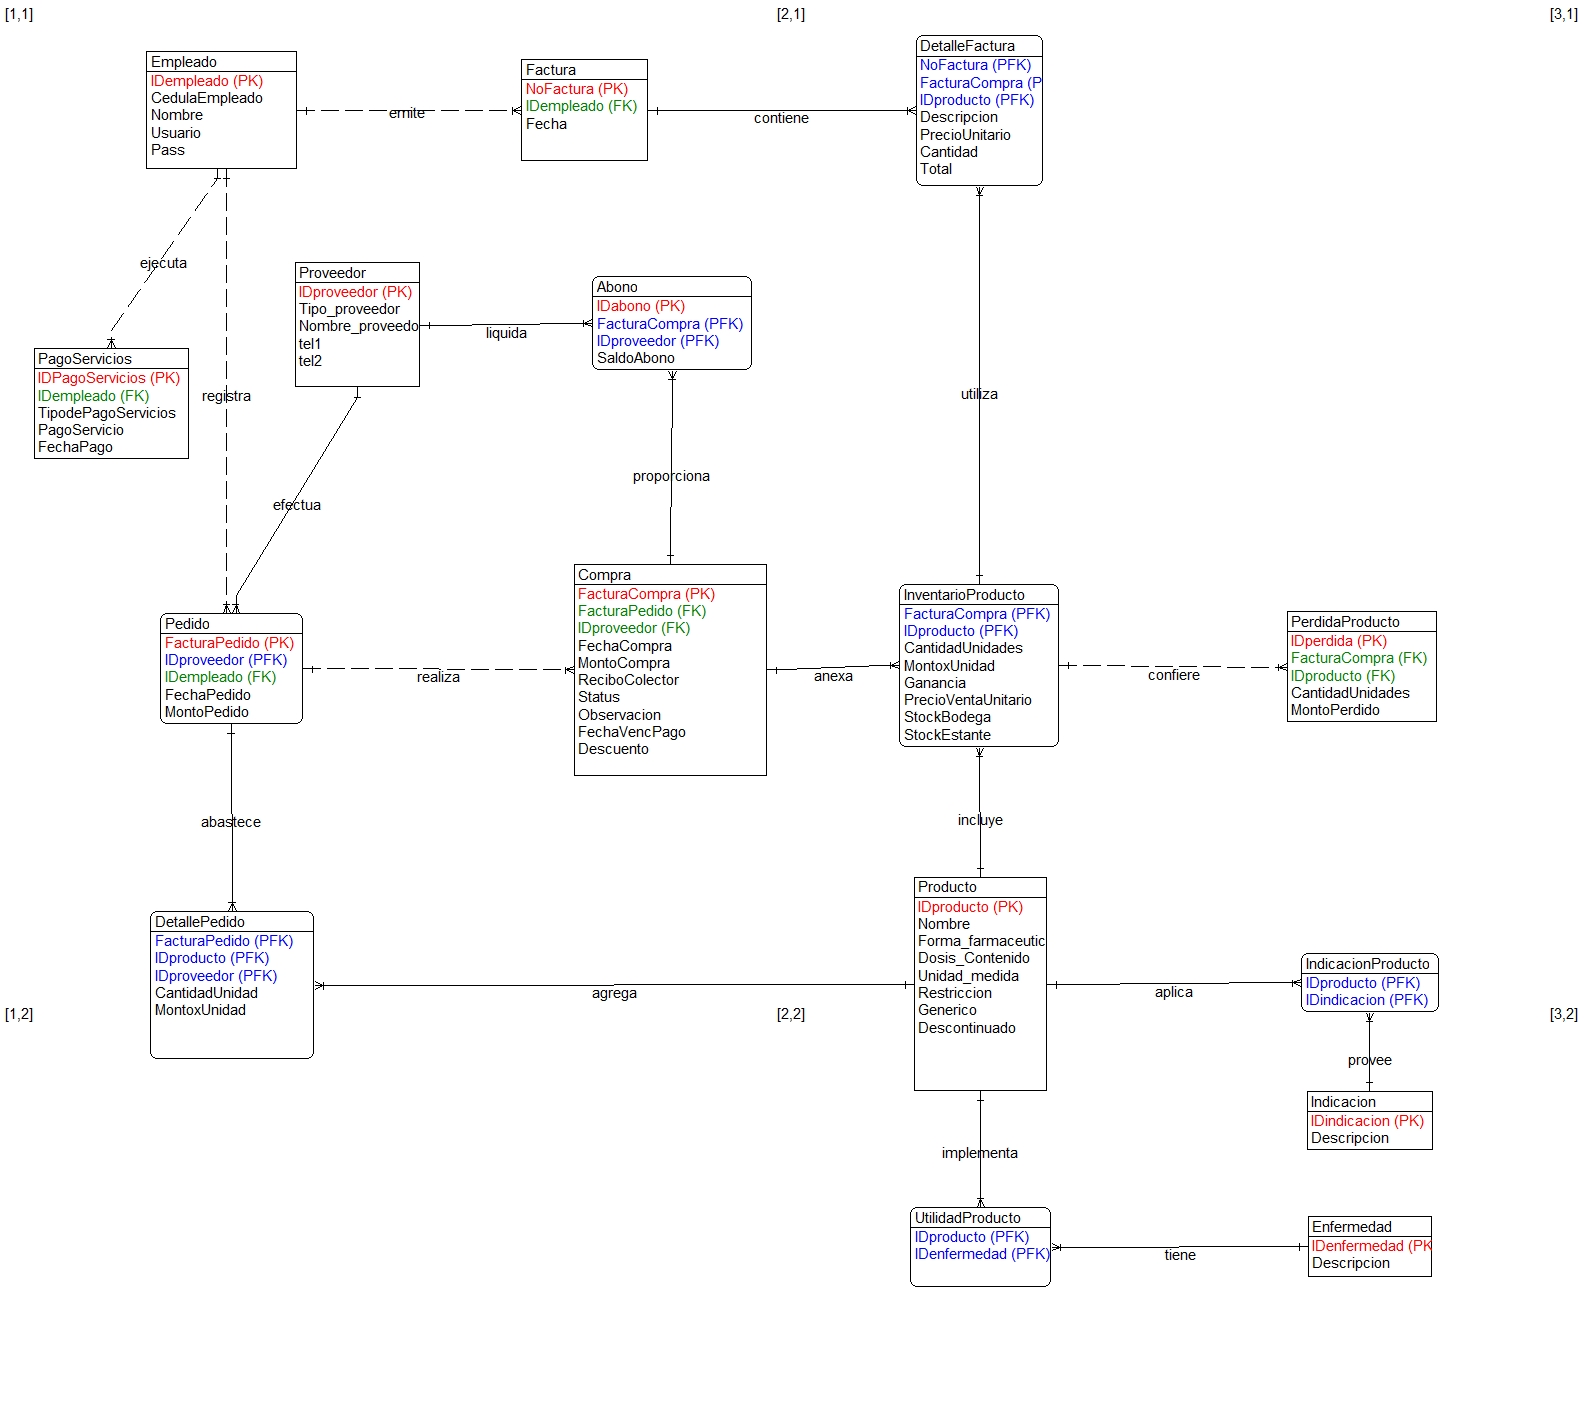 [1,1]
[2,1]
[3,1]
Empleado
IDempleado (PK)
CedulaEmpleado
Nombre
Usuario
Pass
emite
Factura
NoFactura (PK)
IDempleado (FK)
Fecha
contiene
DetalleFactura
NoFactura (PFK)
FacturaCompra (P
IDproducto (PFK)
Descripcion
PrecioUnitario
Cantidad
Total
ejecuta
registra
Proveedor
IDproveedor (PK)
Tipo_proveedor
Nombre_proveedo
tel1
tel2
liquida
Abono
IDabono (PK)
FacturaCompra (PFK)
IDproveedor (PFK)
SaldoAbono
utiliza
PagoServicios
IDPagoServicios (PK)
IDempleado (FK)
TipodePagoServicios
PagoServicio
FechaPago
efectua
proporciona
Pedido
FacturaPedido (PK)
IDproveedor (PFK)
IDempleado (FK)
FechaPedido
MontoPedido
realiza
Compra
FacturaCompra (PK)
FacturaPedido (FK)
IDproveedor (FK)
FechaCompra
MontoCompra
ReciboColector
Status
Observacion
FechaVencPago
Descuento
anexa
InventarioProducto
FacturaCompra (PFK)
IDproducto (PFK)
CantidadUnidades
MontoxUnidad
Ganancia
PrecioVentaUnitario
StockBodega
StockEstante
confiere
PerdidaProducto
IDperdida (PK)
FacturaCompra (FK)
IDproducto (FK)
CantidadUnidades
MontoPerdido
abastece
incluye
DetallePedido
FacturaPedido (PFK)
IDproducto (PFK)
IDproveedor (PFK)
CantidadUnidad
MontoxUnidad
agrega
Producto
IDproducto (PK)
Nombre
Forma_farmaceutic
Dosis_Contenido
Unidad_medida
Restriccion
Generico
Descontinuado
aplica
IndicacionProducto
IDproducto (PFK)
IDindicacion (PFK)
[1,2]
[2,2]
[3,2]
provee
Indicacion
IDindicacion (PK)
Descripcion
implementa
UtilidadProducto
IDproducto (PFK)
IDenfermedad (PFK)
tiene
Enfermedad
IDenfermedad (PK
Descripcion